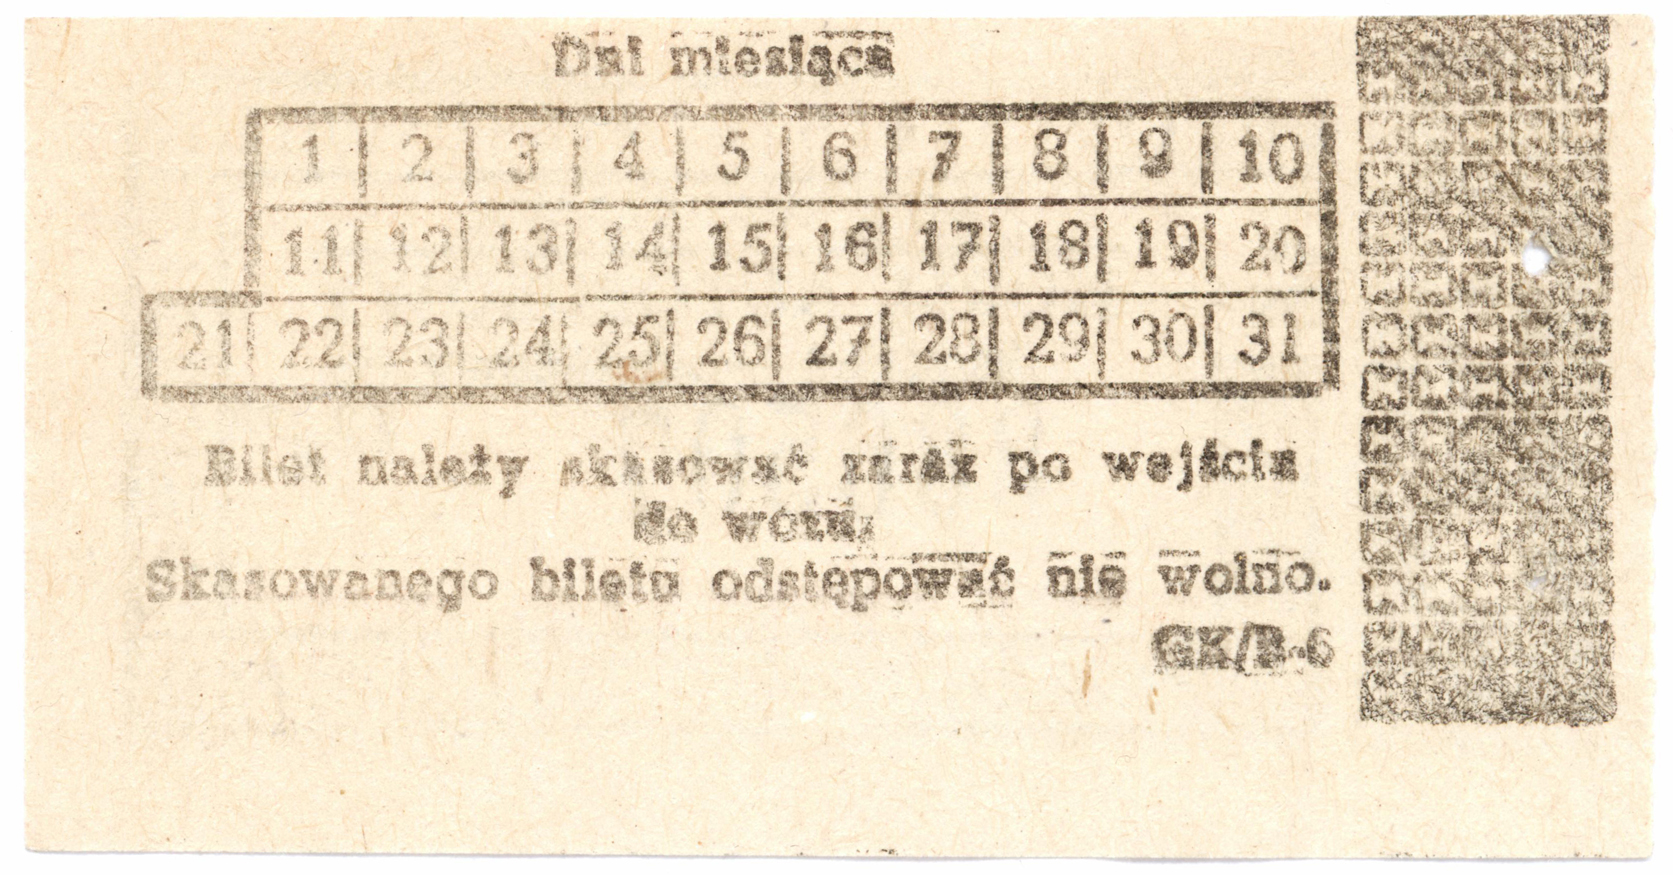 Dni miesiąca
1 2 3 4 5 6 7 8 9 10
11 12 13 14 15 16 17 18 19 20
21 22 23 24 25 26 27 28 29 30 31
Bilet należy skasować zaraz po wejściu
do wozu.
Skasowanego biletu odstępować nie wolno.
GK/B-6